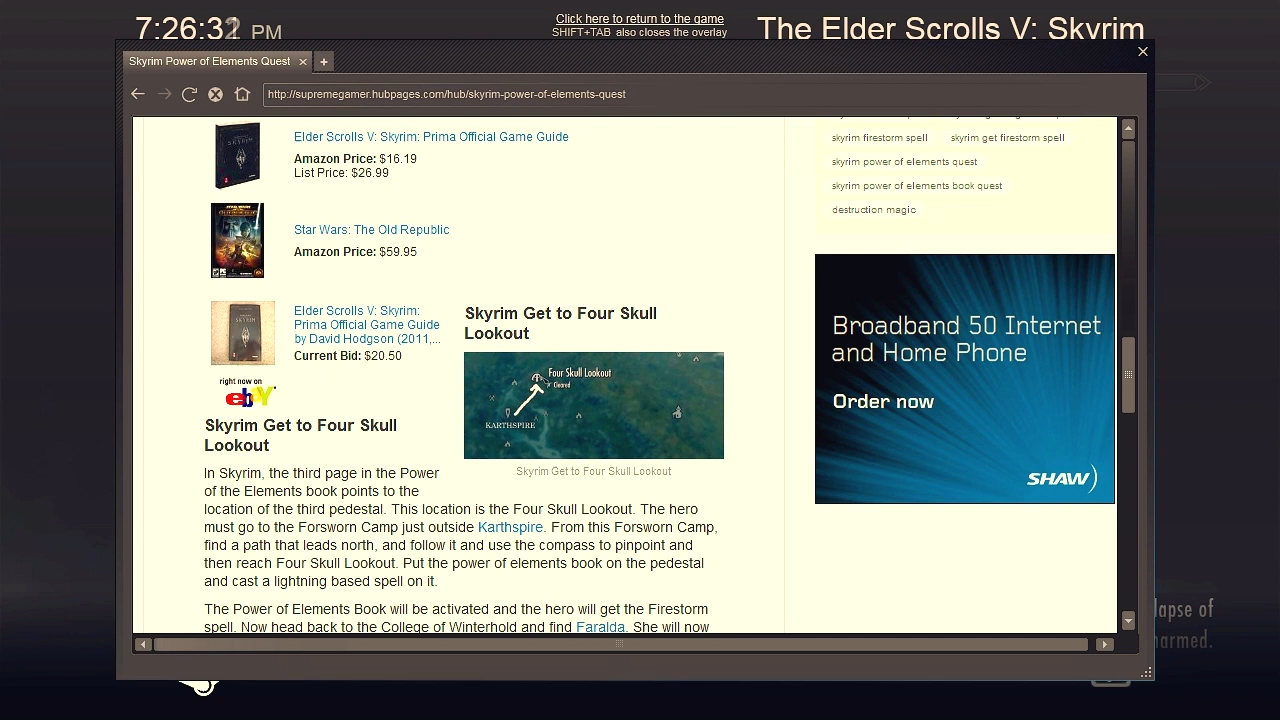 7:26:32 PM
Click here to return to the game
SHIFT+TAB also closes the overlay
The Elder Scrolls V: Skyrim
Skyrim Power of Elements Quest
http://supremegamer.hubpages.com/hub/skyrim-power-of-elements-quest
Elder Scrolls V: Skyrim: Prima Official Game Guide
Amazon Price: $16.19
List Price: $26.99
Star Wars: The Old Republic
Amazon Price: $59.95
Elder Scrolls V: Skyrim:
Prima Official Game Guide
by David Hodgson (2011,...
Current Bid: $20.50
right now on
ebY
Skyrim Get to Four Skull
Lookout
Four Skull Lookout
Cleared
KARTHSPIRE
Skyrim Get to Four Skull Lookout
Skyrim Get to Four Skull
Lookout
In Skyrim, the third page in the Power
of the Elements book points to the
location of the third pedestal. This location is the Four Skull Lookout. The hero
must go to the Forsworn Camp just outside Karthspire. From this Forsworn Camp,
find a path that leads north, and follow it and use the compass to pinpoint and
then reach Four Skull Lookout. Put the power of elements book on the pedestal
and cast a lightning based spell on it.
The Power of Elements Book will be activated and the hero will get the Firestorm
spell. Now head back to the College of Winterhold and find Faralda. She will now
skyrim firestorm spell skyrim get firestorm spell
skyrim power of elements quest
skyrim power of elements book quest
destruction magic
Broadband 50 Internet
and Home Phone
Order now
SHAW)
lapse of
harmed.